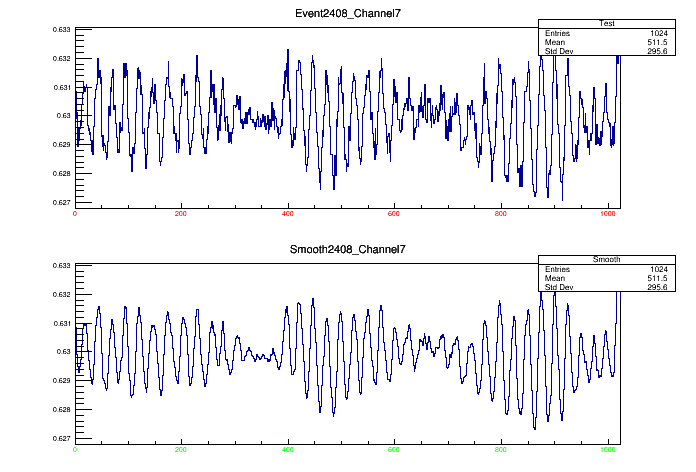 Event2408_Channel7
Test
Entries 1024
Mean 511.5
Std Dev 295.6
0.633
0.632
0.631
0.63
0.629
0.628
0.627
0 200 400 600 800 1000
Smooth2408_Channel7
Smooth
Entries 1024
Mean 511.5
Std Dev 295.6
0.633
0.632
0.631
0.63
0.629
0.628
0.627
0 200 400 600 800 1000